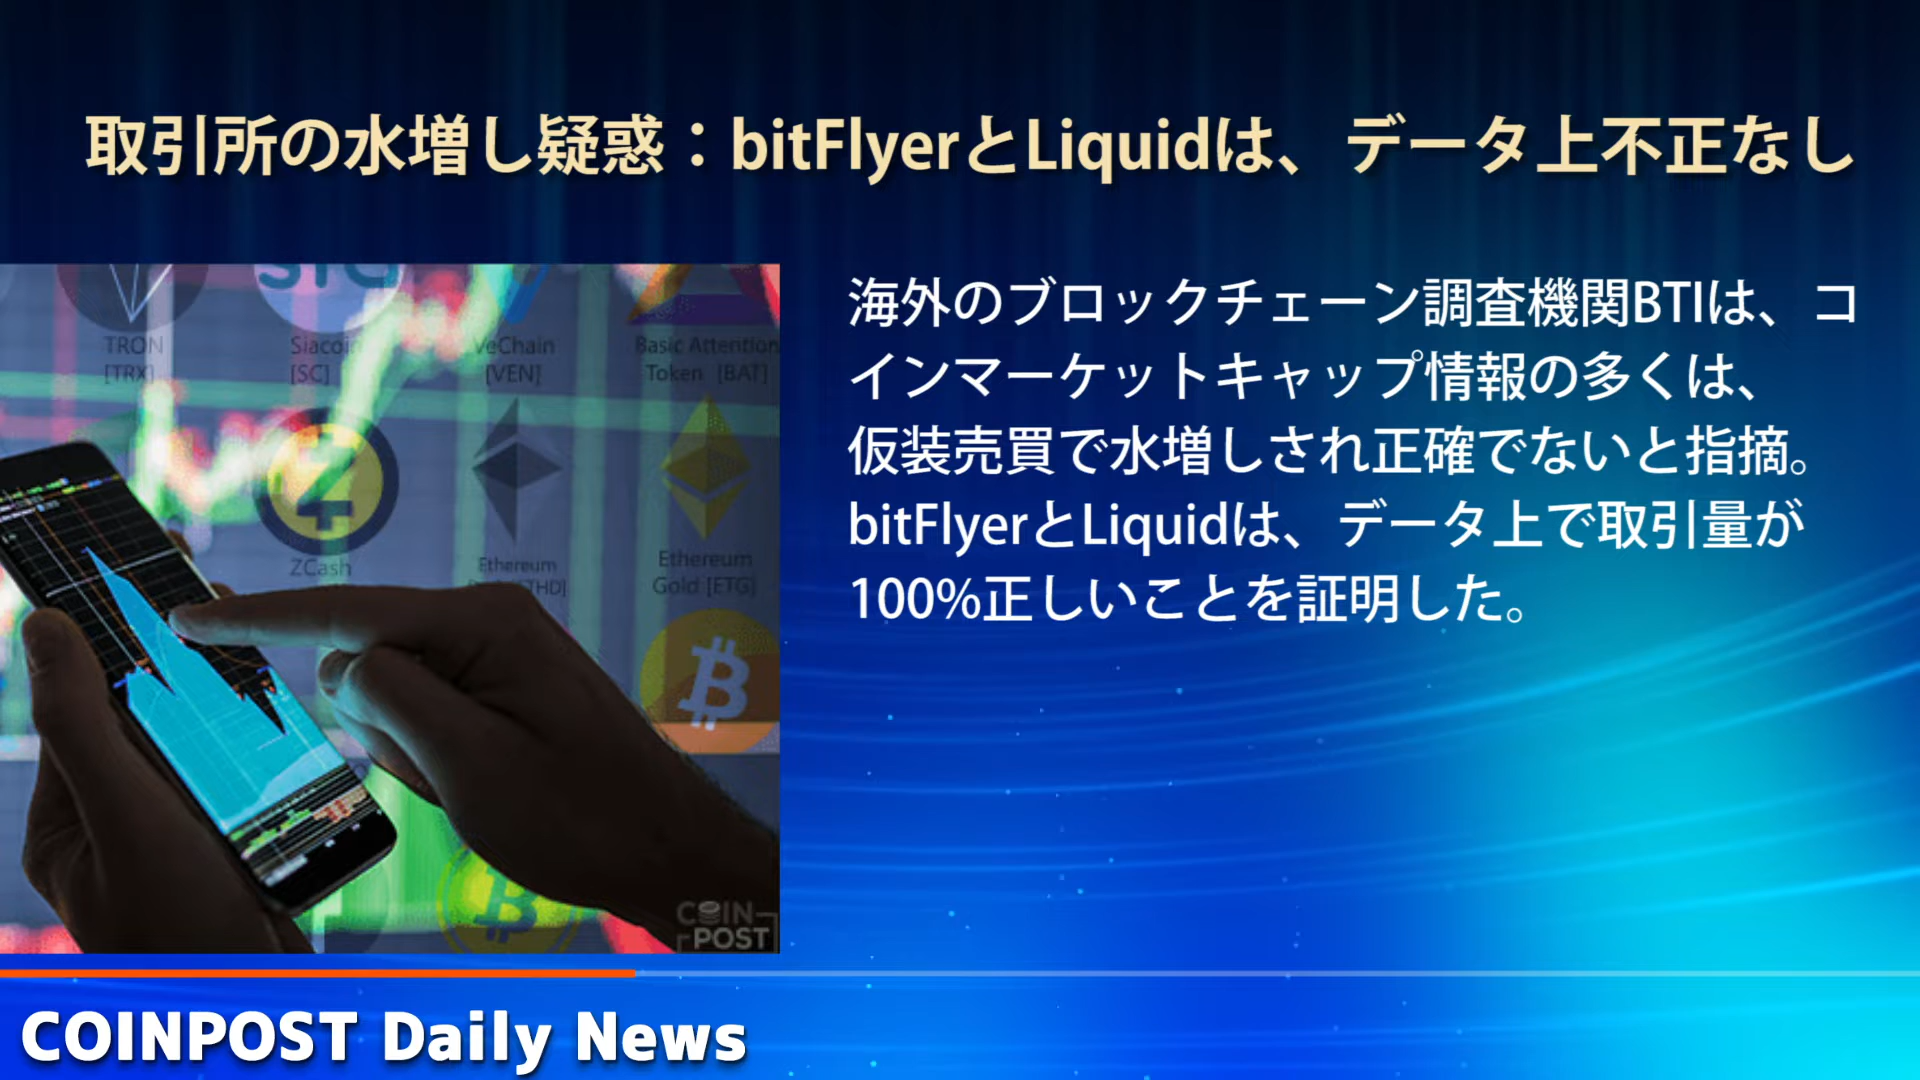 取引所の水増し疑惑：bitFlyerとLiquidは、データ上不正なし
海外のブロックチェーン調査機関BTIは、コ
インマーケットキャップ情報の多くは、
仮装売買で水増しされ正確でないと指摘。
bitFlyerとLiquidは、データ上で取引量が
100%正しいことを証明した。
TRON
[TRX]
Siacoin
[SC]
VeChain
[VEN]
Basic Attention
Token [BAT]
ZCash
Ethereum
Ethereum
Gold [ETG]
COIN
POST
COINPOST Daily News